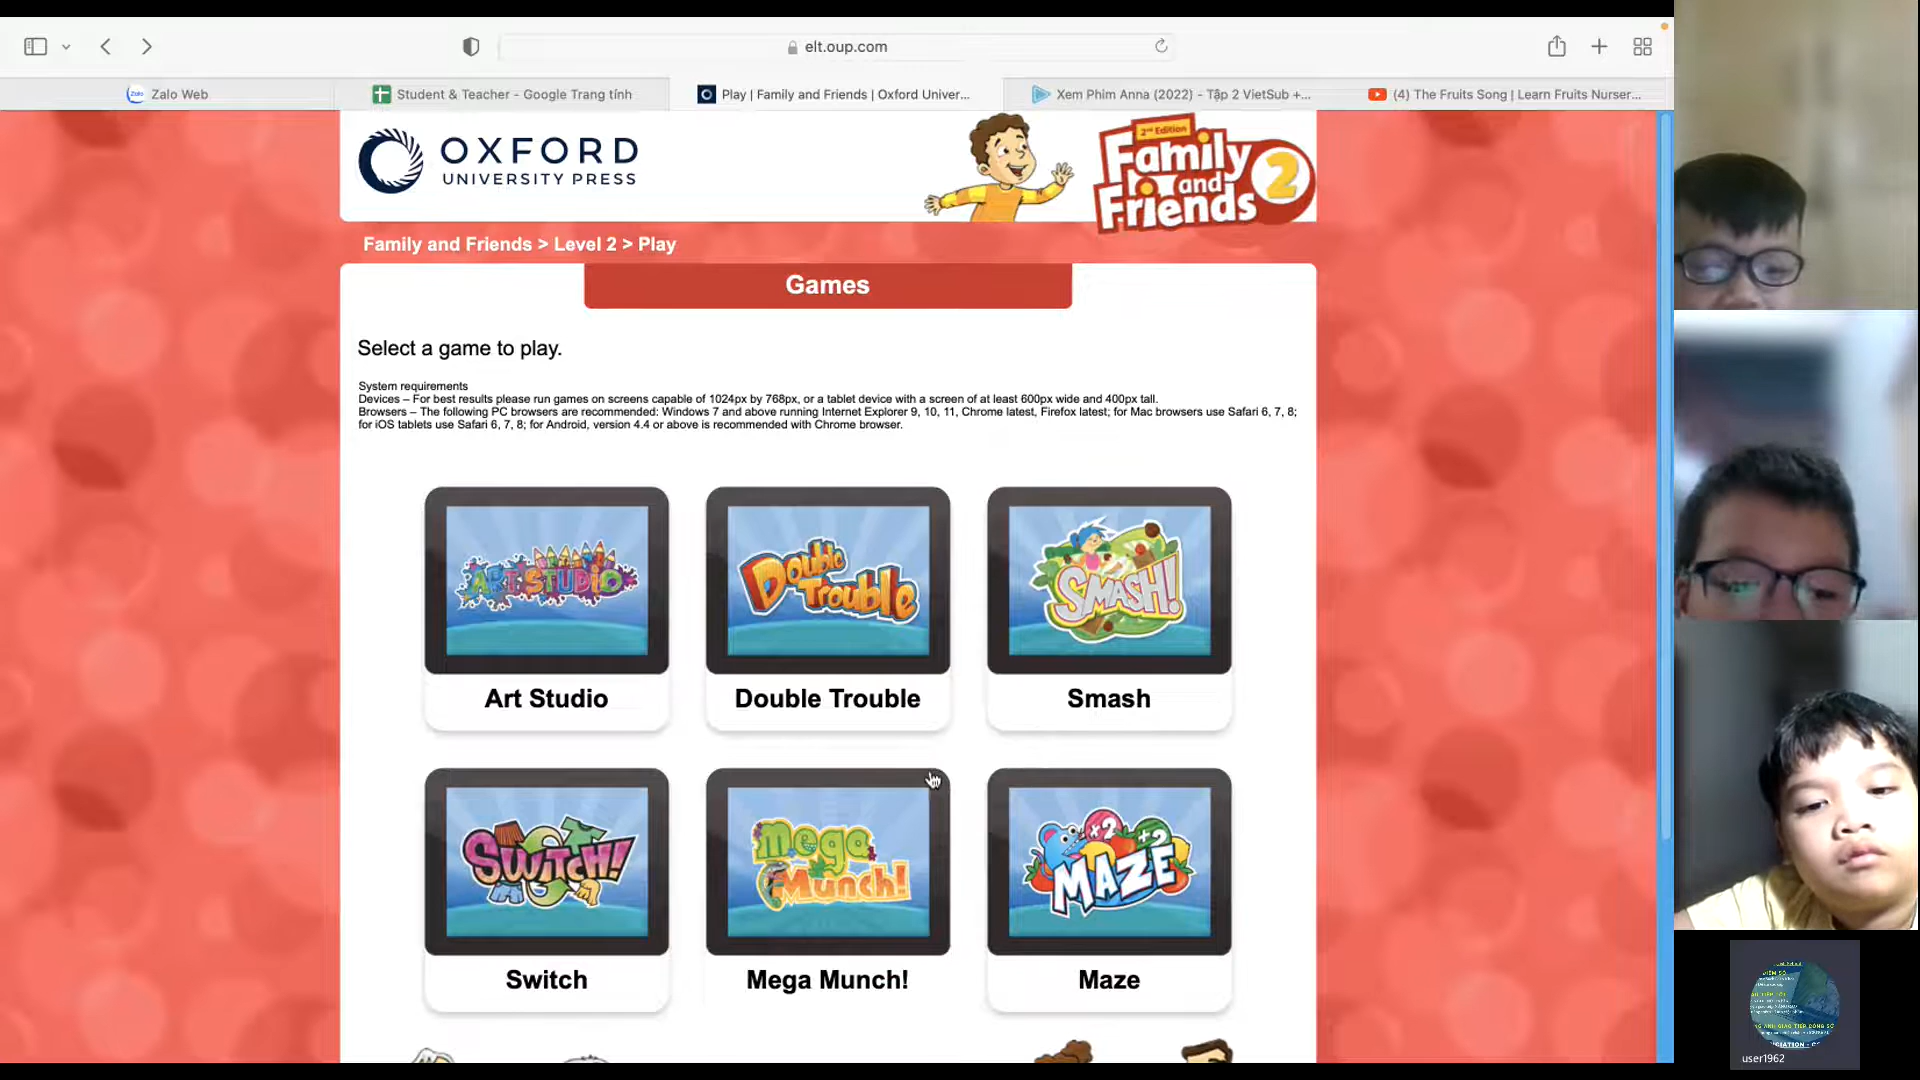 elt.oup.com
Zalo Web
Student & Teacher - Google Trang tính
Play | Family and Friends | Oxford Univer...
Xem Phim Anna (2022) - Tập 2 VietSub +...
(4) The Fruits Song | Learn Fruits Nurser...
OXFORD
UNIVERSITY PRESS
2nd Edition
Family
and
Friends
2
Family and Friends > Level 2 > Play
Games
Select a game to play.
System requirements
Devices – For best results please run games on screens capable of 1024px by 768px, or a tablet device with a screen of at least 600px wide and 400px tall.
Browsers – The following PC browsers are recommended: Windows 7 and above running Internet Explorer 9, 10, 11, Chrome latest, Firefox latest; for Mac browsers use Safari 6, 7, 8;
for iOS tablets use Safari 6, 7, 8; for Android, version 4.4 or above is recommended with Chrome browser.
ART STUDIO
Double
Trouble
SMASH!
Art Studio
Double Trouble
Smash
SWITCH!
Mega
Munch!
×2
+2
MAZE
Switch
Mega Munch!
Maze
user1962